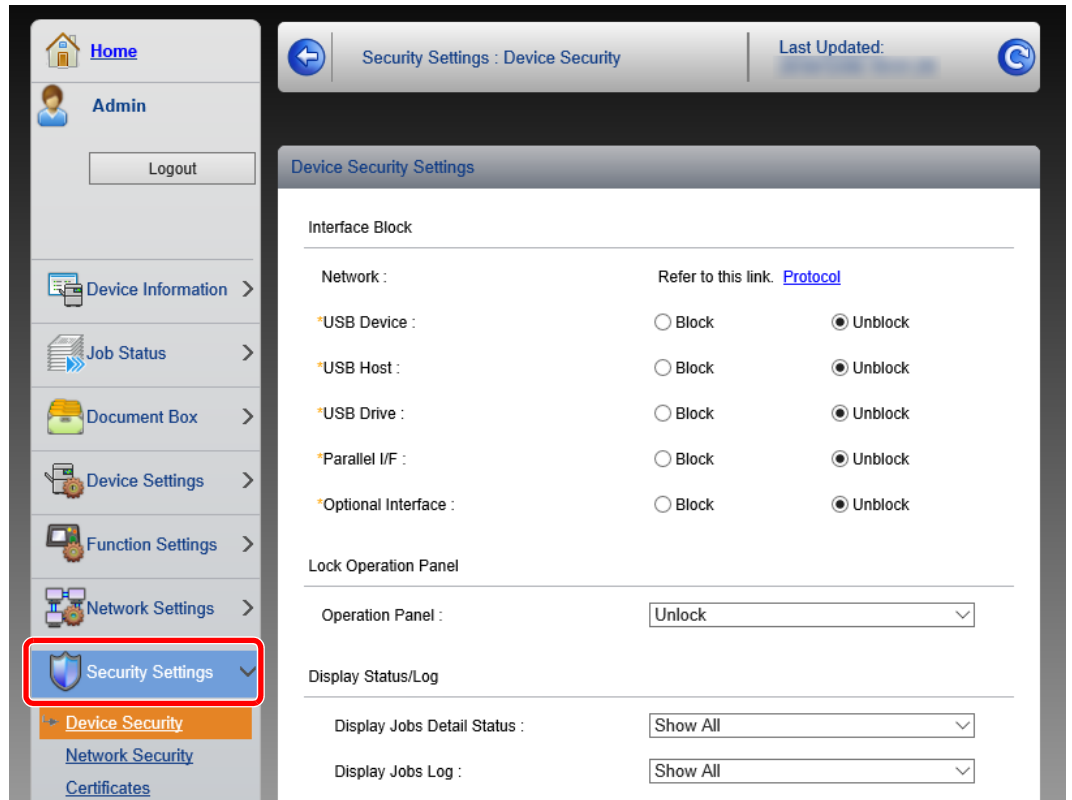 Home
Admin
Logout
Device Information
Job Status
Document Box
Device Settings
Function Settings
Network Settings
Security Settings
Device Security
Network Security
Certificates
Security Settings : Device Security
Last Updated:
Device Security Settings
Interface Block
Network : Refer to this link. Protocol
*USB Device : Block Unblock
*USB Host : Block Unblock
*USB Drive : Block Unblock
*Parallel I/F : Block Unblock
*Optional Interface : Block Unblock
Lock Operation Panel
Operation Panel : Unlock
Display Status/Log
Display Jobs Detail Status : Show All
Display Jobs Log : Show All